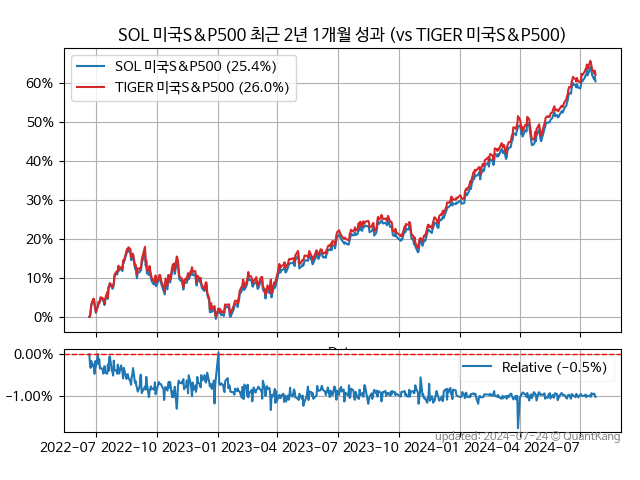 SOL 미국S&P500 최근 2년 1개월 성과 (vs TIGER 미국S&P500)
SOL 미국S&P500 (25.4%)
TIGER 미국S&P500 (26.0%)
60%
50%
40%
30%
20%
10%
0%
0.00%
−1.00%
Relative (−0.5%)
updated: 2024-07-24 © QuantKang
2022-07 2022-10 2023-01 2023-04 2023-07 2023-10 2024-01 2024-04 2024-07